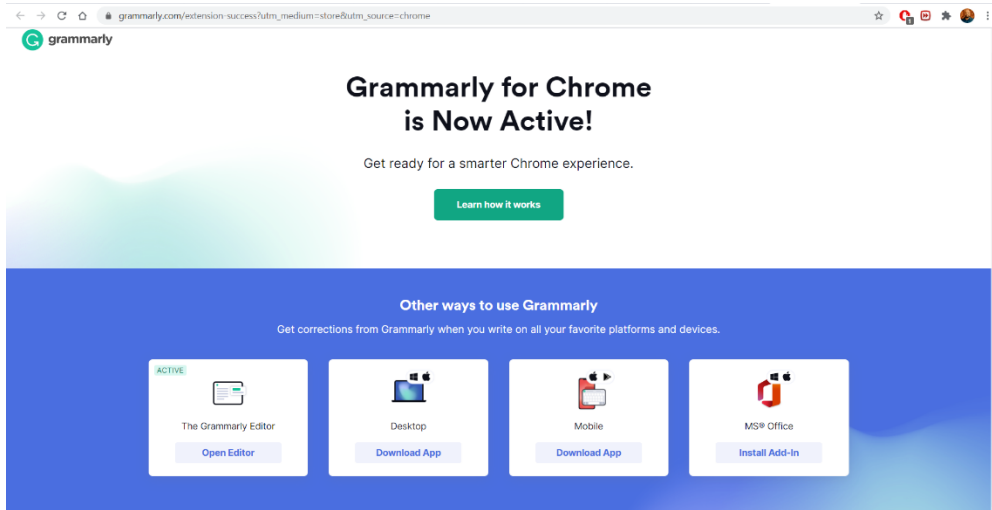 grammarly.com/extension-success?utm_medium=store&utm_source=chrome
1
grammarly
Grammarly for Chrome
is Now Active!
Get ready for a smarter Chrome experience.
Learn how it works
Other ways to use Grammarly
Get corrections from Grammarly when you write on all your favorite platforms and devices.
ACTIVE
The Grammarly Editor
Open Editor
Desktop
Download App
Mobile
Download App
MS® Office
Install Add-In